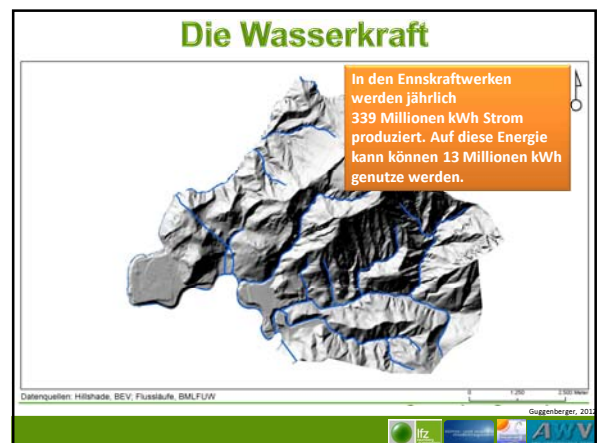 Die Wasserkraft
In den Ennskraftwerken
werden jährlich
339 Millionen kWh Strom
produziert. Auf diese Energie
kann können 13 Millionen kWh
genutze werden.
Datenquellen: Hillshade, BEV; Flussläufe, BMLFUW
0 1.250 2.500 Meter
Guggenberger, 2012
lfz
AWV